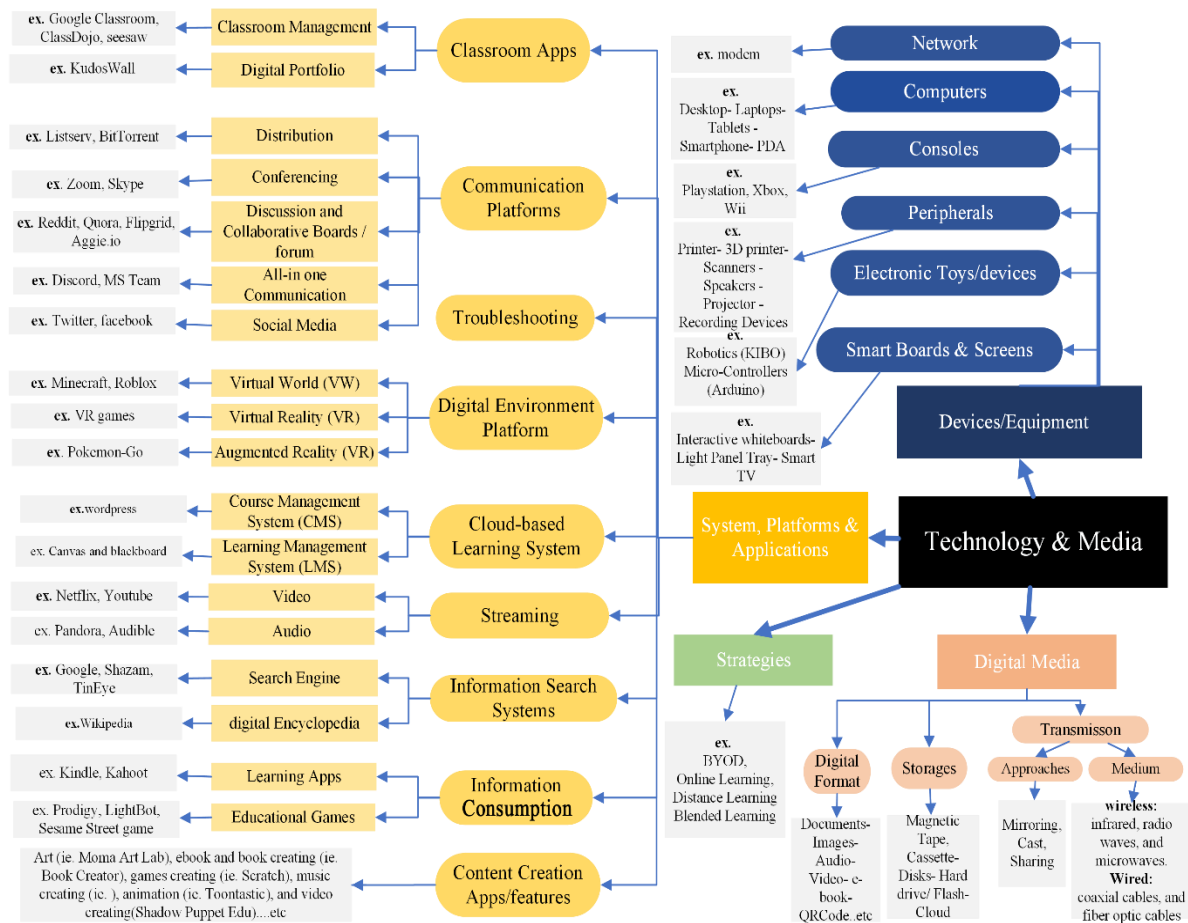 Technology & Media
Devices/Equipment
Network
ex. modem
Computers
ex.
Desktop- Laptops-
Tablets -
Smartphone- PDA
Consoles
ex.
Playstation, Xbox,
Wii
Peripherals
ex.
Printer- 3D printer-
Scanners -
Speakers -
Projector -
Recording Devices
Electronic Toys/devices
ex.
Robotics (KIBO)
Micro-Controllers
(Arduino)
Smart Boards & Screens
ex.
Interactive whiteboards-
Light Panel Tray- Smart
TV
System, Platforms &
Applications
Classroom Apps
Classroom Management
ex. Google Classroom,
ClassDojo, seesaw
Digital Portfolio
ex. KudosWall
Communication
Platforms
Distribution
ex. Listserv, BitTorrent
Conferencing
ex. Zoom, Skype
Discussion and
Collaborative Boards /
forum
ex. Reddit, Quora, Flipgrid,
Aggie.io
All-in one
Communication
ex. Discord, MS Team
Social Media
ex. Twitter, facebook
Troubleshooting
Digital Environment
Platform
Virtual World (VW)
ex. Minecraft, Roblox
Virtual Reality (VR)
ex. VR games
Augmented Reality (VR)
ex. Pokemon-Go
Cloud-based
Learning System
Course Management
System (CMS)
ex.wordpress
Learning Management
System (LMS)
ex. Canvas and blackboard
Streaming
Video
ex. Netflix, Youtube
Audio
ex. Pandora, Audible
Information Search
Systems
Search Engine
ex. Google, Shazam,
TinEye
digital Encyclopedia
ex.Wikipedia
Information
Consumption
Learning Apps
ex. Kindle, Kahoot
Educational Games
ex. Prodigy, LightBot,
Sesame Street game
Content Creation
Apps/features
Art (ie. Moma Art Lab), ebook and book creating (ie.
Book Creator), games creating (ie. Scratch), music
creating (ie. ), animation (ie. Toontastic), and video
creating(Shadow Puppet Edu)....etc
Strategies
ex.
BYOD,
Online Learning,
Distance Learning
Blended Learning
Digital Media
Digital
Format
Documents-
Images-
Audio-
Video- e-
book-
QRCode..etc
Storages
Magnetic
Tape,
Cassette-
Disks- Hard
drive/ Flash-
Cloud
Transmisson
Approaches
Mirroring,
Cast,
Sharing
Medium
wireless:
infrared, radio
waves, and
microwaves.
Wired:
coaxial cables, and
fiber optic cables